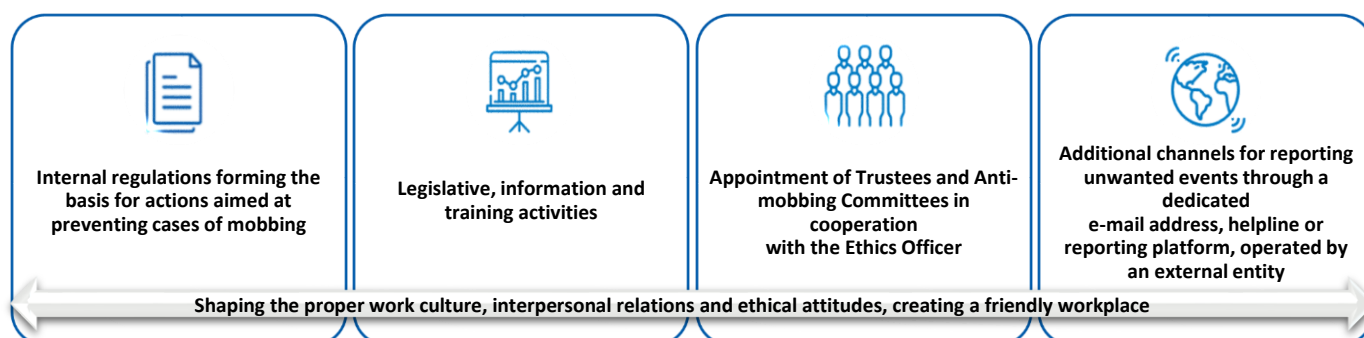 Internal regulations forming the
basis for actions aimed at
preventing cases of mobbing
Legislative, information and
training activities
Appointment of Trustees and Anti-
mobbing Committees in
cooperation
with the Ethics Officer
Additional channels for reporting
unwanted events through a
dedicated
e-mail address, helpline or
reporting platform, operated by
an external entity
Shaping the proper work culture, interpersonal relations and ethical attitudes, creating a friendly workplace